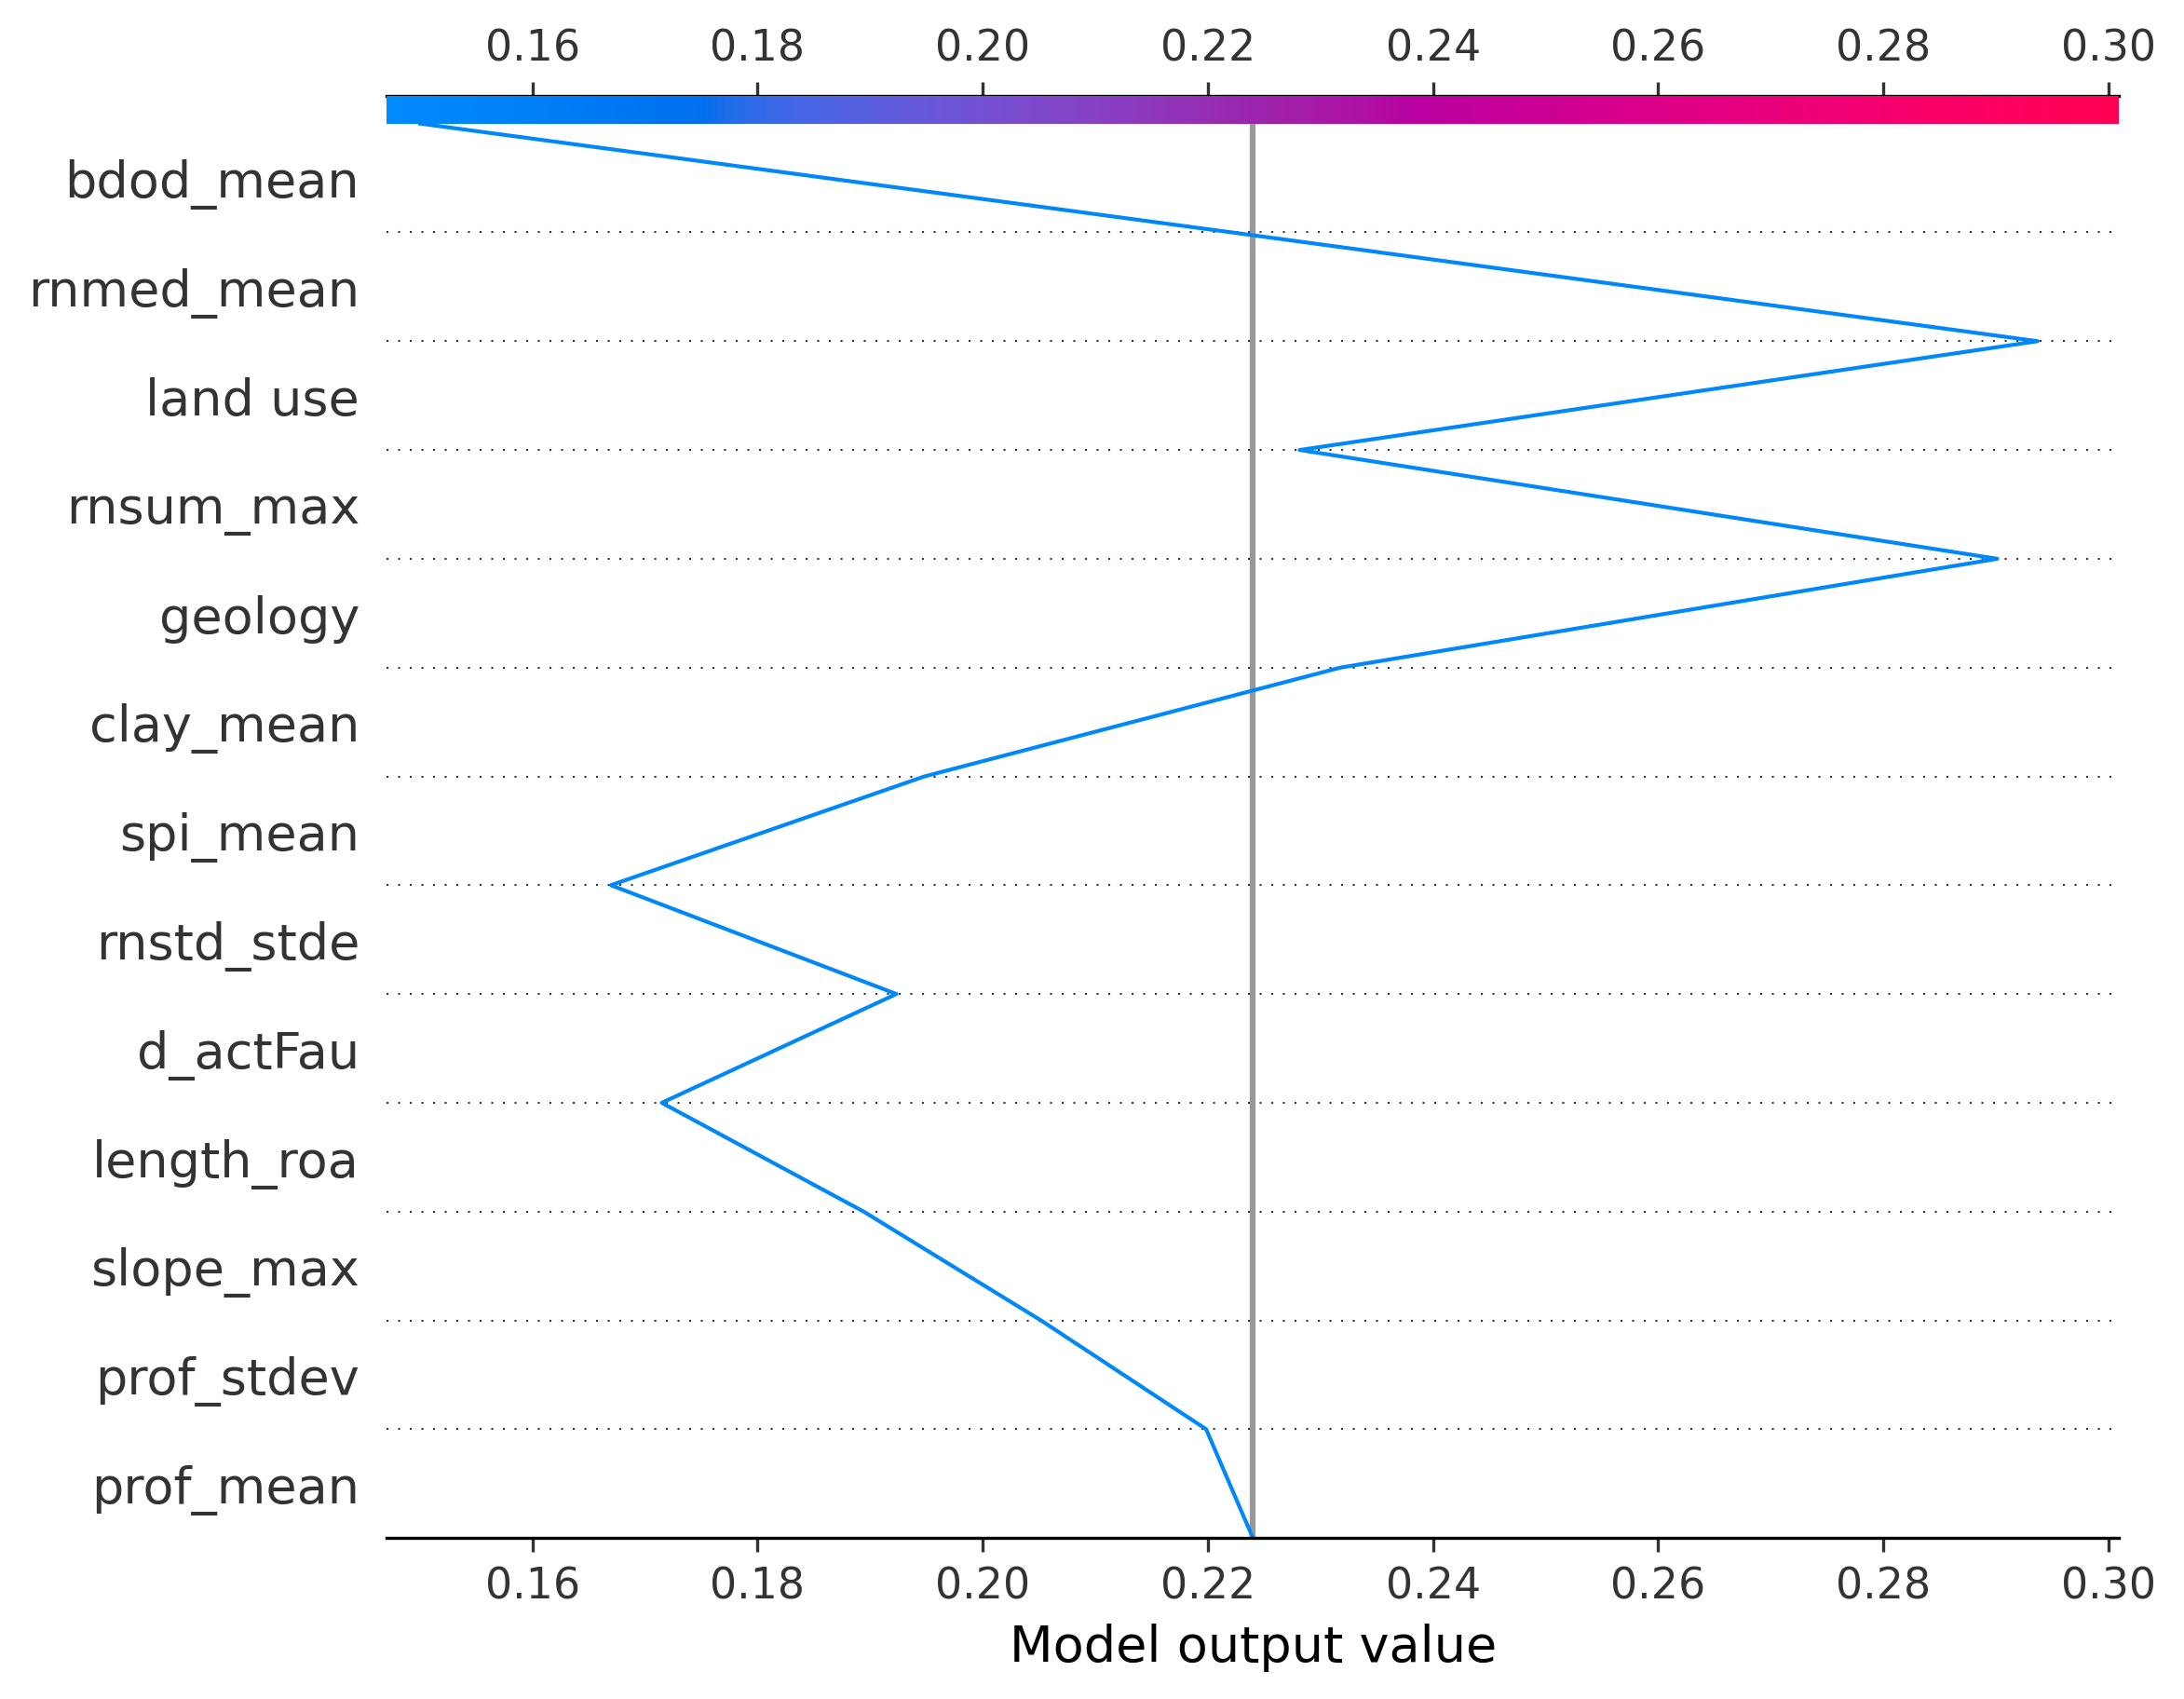 0.16 0.18 0.20 0.22 0.24 0.26 0.28 0.30
bdod_mean
rnmed_mean
land use
rnsum_max
geology
clay_mean
spi_mean
rnstd_stde
d_actFau
length_roa
slope_max
prof_stdev
prof_mean
0.16 0.18 0.20 0.22 0.24 0.26 0.28 0.30
Model output value